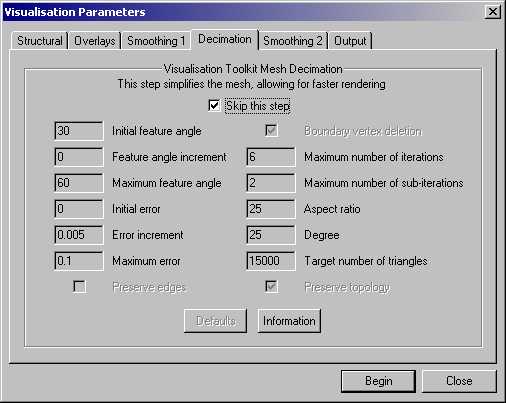 Visualisation Parameters
Structural Overlays Smoothing 1 Decimation Smoothing 2 Output
Visualisation Toolkit Mesh Decimation
This step simplifies the mesh, allowing for faster rendering
Skip this step
30 Initial feature angle Boundary vertex deletion
0 Feature angle increment 6 Maximum number of iterations
60 Maximum feature angle 2 Maximum number of sub-iterations
0 Initial error 25 Aspect ratio
0.005 Error increment 25 Degree
0.1 Maximum error 15000 Target number of triangles
Preserve edges Preserve topology
Defaults Information
Begin Close